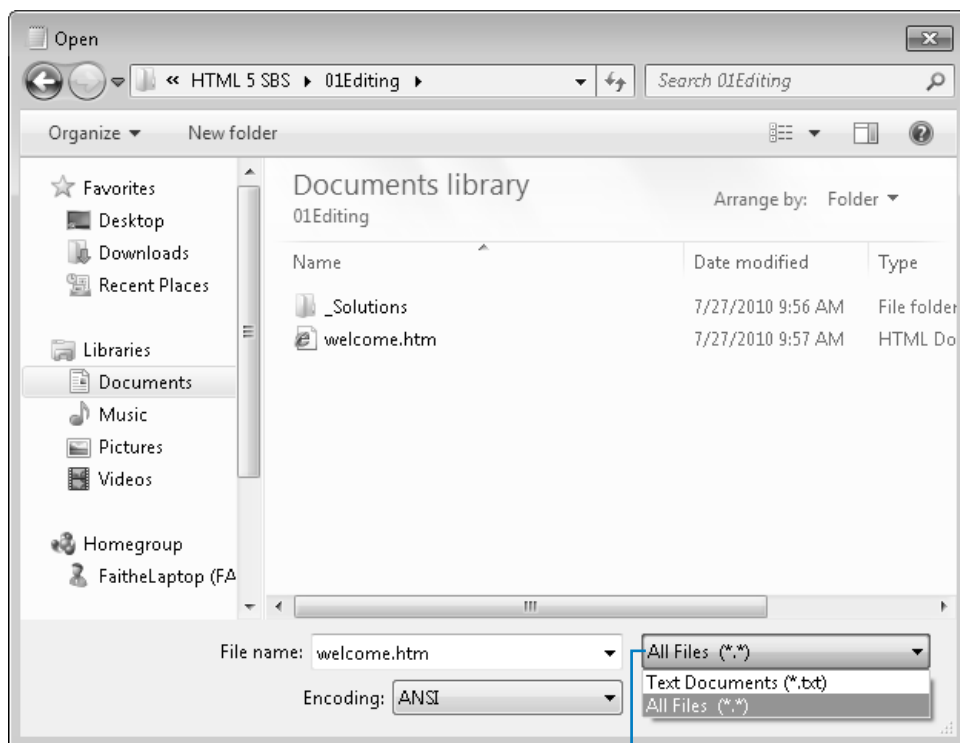 Open
« HTML 5 SBS ▸ 01Editing ▸
Search 01Editing
Organize ▾ New folder
Favorites
Desktop
Downloads
Recent Places
Libraries
Documents
Music
Pictures
Videos
Homegroup
FaitheLaptop (FA
Documents library
01Editing
Arrange by: Folder ▾
Name Date modified Type
_Solutions 7/27/2010 9:56 AM File folder
welcome.htm 7/27/2010 9:57 AM HTML Do
File name: welcome.htm
All Files (*.*)
Encoding: ANSI
Text Documents (*.txt)
All Files (*.*)